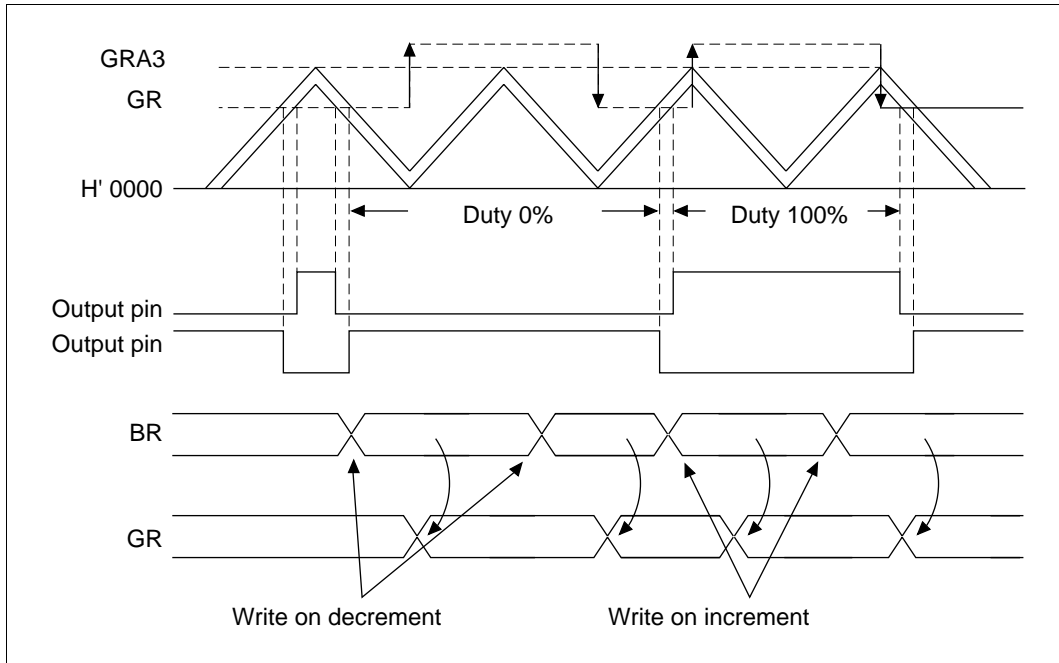 GRA3
GR
H' 0000
Duty 0%
Duty 100%
Output pin
Output pin
BR
GR
Write on decrement
Write on increment